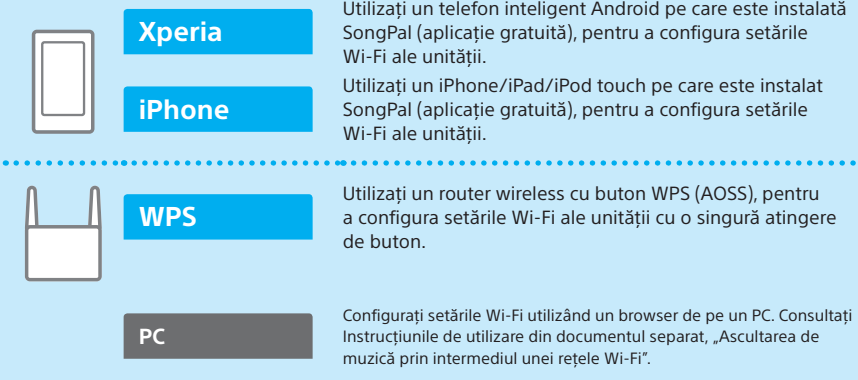 Xperia
Utilizați un telefon inteligent Android pe care este instalată
SongPal (aplicație gratuită), pentru a configura setările
Wi-Fi ale unității.
iPhone
Utilizați un iPhone/iPad/iPod touch pe care este instalat
SongPal (aplicație gratuită), pentru a configura setările
Wi-Fi ale unității.
WPS
Utilizați un router wireless cu buton WPS (AOSS), pentru
a configura setările Wi-Fi ale unității cu o singură atingere
de buton.
PC
Configurați setările Wi-Fi utilizând un browser de pe un PC. Consultați
Instrucțiunile de utilizare din documentul separat, „Ascultarea de
muzică prin intermediul unei rețele Wi-Fi”.